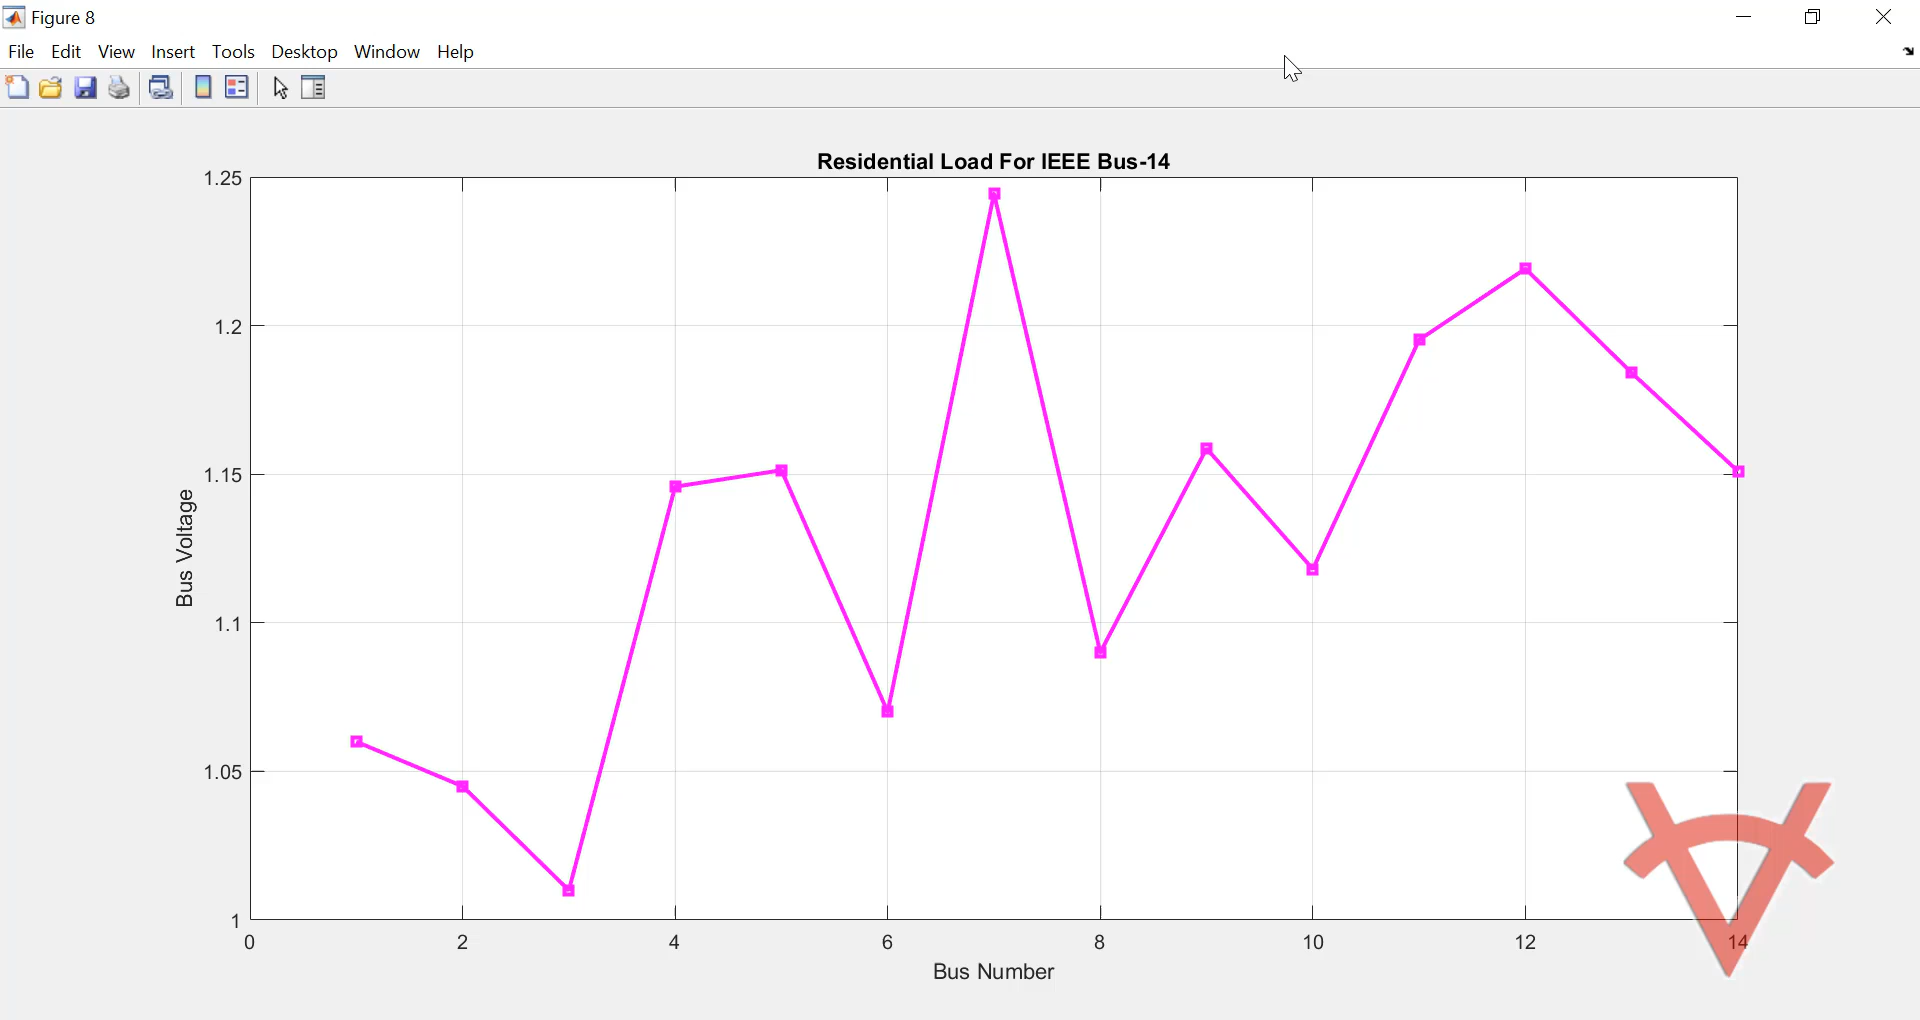 Figure 8
File Edit View Insert Tools Desktop Window Help
Residential Load For IEEE Bus-14
1.25
1.2
1.15
1.1
1.05
1
Bus Voltage
0 2 4 6 8 10 12 14
Bus Number